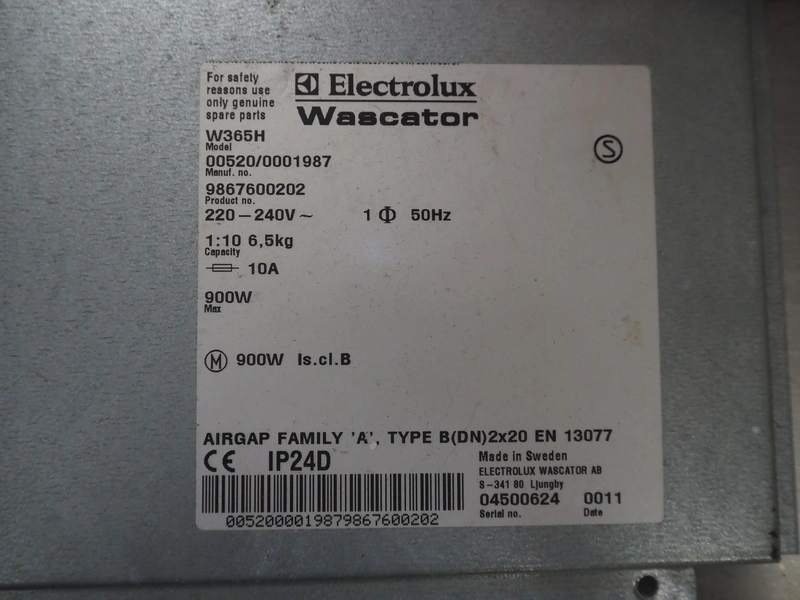 For safety
reasons use
only genuine
spare parts
Electrolux
Wascator
W365H
Model
S
00520/0001987
Manuf. no.
9867600202
Product no.
220–240V~ 1 Φ 50Hz
1:10 6,5kg
Capacity
10A
900W
Max
M 900W Is.cl.B
AIRGAP FAMILY 'A', TYPE B(DN)2x20 EN 13077
CE IP24D
Made in Sweden
ELECTROLUX WASCATOR AB
S–341 80 Ljungby
04500624 0011
Serial no. Date
0052000019879867600202